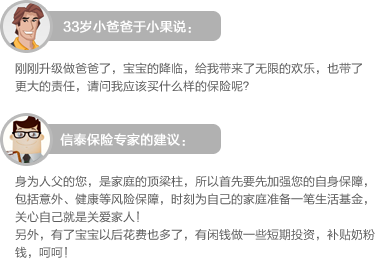 33岁小爸爸于小果说：
刚刚升级做爸爸了，宝宝的降临，给我带来了无限的欢乐，也带了
更大的责任，请问我应该买什么样的保险呢？
信泰保险专家的建议：
身为人父的您，是家庭的顶梁柱，所以首先要先加强您的自身保障，
包括意外、健康等风险保障，时刻为自己的家庭准备一笔生活基金，
关心自己就是关爱家人！
另外，有了宝宝以后花费也多了，有闲钱做一些短期投资，补贴奶粉
钱，呵呵！